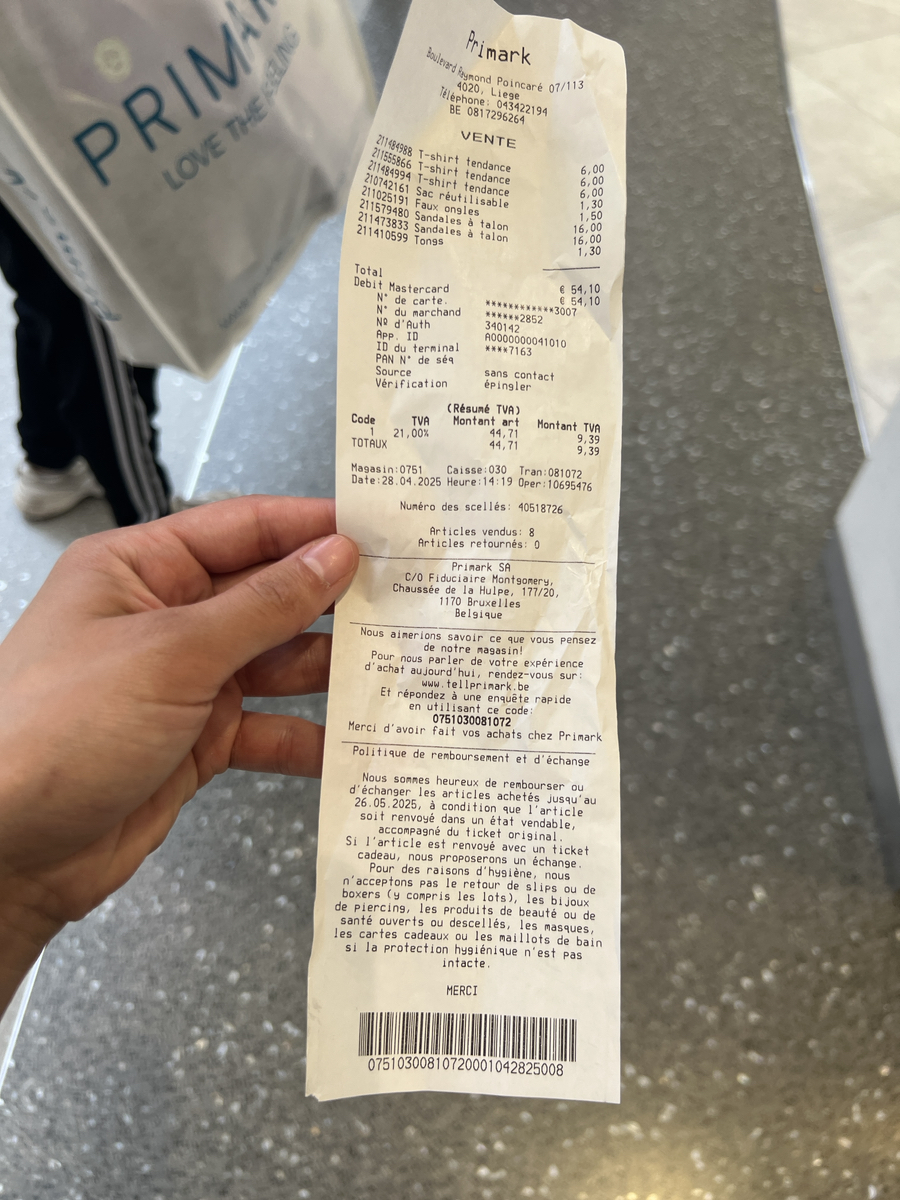 PRIMARK
LOVE THE FEELING
Primark
Boulevard Raymond Poincaré 07/113
4020, Liege
Téléphone: 043422194
BE 0817296264
VENTE
211484988 T-shirt tendance 6,00
211555866 T-shirt tendance 6,00
211484994 T-shirt tendance 6,00
210742161 Sac réutilisable 1,30
211025191 Faux ongles 1,50
211579480 Sandales à talon 16,00
211473833 Sandales à talon 16,00
211410599 Tongs 1,30
Total € 54,10
Debit Mastercard € 54,10
N° de carte. ************3007
N° du marchand ******2852
Nº d'Auth 340142
App. ID A0000000041010
ID du terminal ****7163
PAN N° de séq
Source sans contact
Vérification épingler
(Résumé TVA)
Code TVA Montant art Montant TVA
1 21,00% 44,71 9,39
TOTAUX 44,71 9,39
Magasin:0751 Caisse:030 Tran:081072
Date:28.04.2025 Heure:14:19 Oper:10695476
Numéro des scellés: 40518726
Articles vendus: 8
Articles retournés: 0
Primark SA
C/O Fiduciaire Montgomery,
Chaussée de la Hulpe, 177/20,
1170 Bruxelles
Belgique
Nous aimerions savoir ce que vous pensez
de notre magasin!
Pour nous parler de votre expérience
d'achat aujourd'hui, rendez-vous sur:
www.tellprimark.be
Et répondez à une enquête rapide
en utilisant ce code:
0751030081072
Merci d'avoir fait vos achats chez Primark
Politique de remboursement et d'échange
Nous sommes heureux de rembourser ou
d'échanger les articles achetés jusqu'au
26.05.2025, à condition que l'article
soit renvoyé dans un état vendable,
accompagné du ticket original.
Si l'article est renvoyé avec un ticket
cadeau, nous proposerons un échange.
Pour des raisons d'hygiène, nous
n'acceptons pas le retour de slips ou de
boxers (y compris les lots), les bijoux
de piercing, les produits de beauté ou de
santé ouverts ou descellés, les masques,
les cartes cadeaux ou les maillots de bain
si la protection hygiénique n'est pas
intacte.
MERCI
07510300810720001042825008